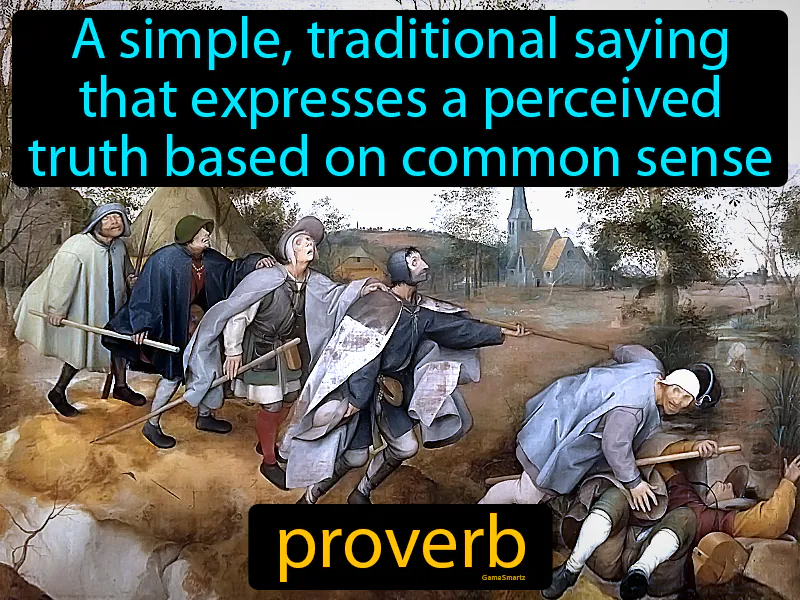 A simple, traditional saying
that expresses a perceived
truth based on common sense
proverb
GameSmartz